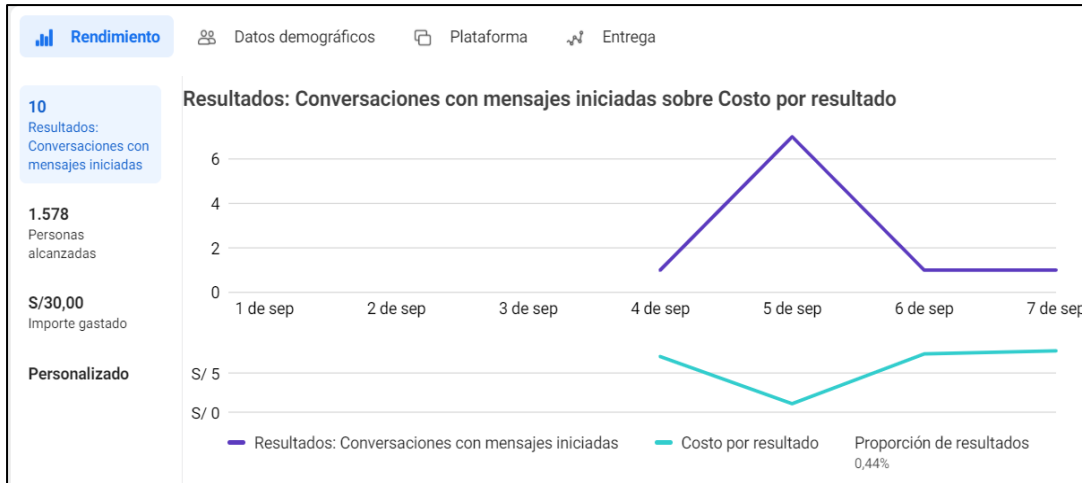 Rendimiento Datos demográficos Plataforma Entrega
10
Resultados:
Conversaciones con
mensajes iniciadas
1.578
Personas
alcanzadas
S/30,00
Importe gastado
Personalizado
Resultados: Conversaciones con mensajes iniciadas sobre Costo por resultado
6
4
2
0
1 de sep 2 de sep 3 de sep 4 de sep 5 de sep 6 de sep 7 de sep
S/ 5
S/ 0
Resultados: Conversaciones con mensajes iniciadas Costo por resultado Proporción de resultados
0,44%